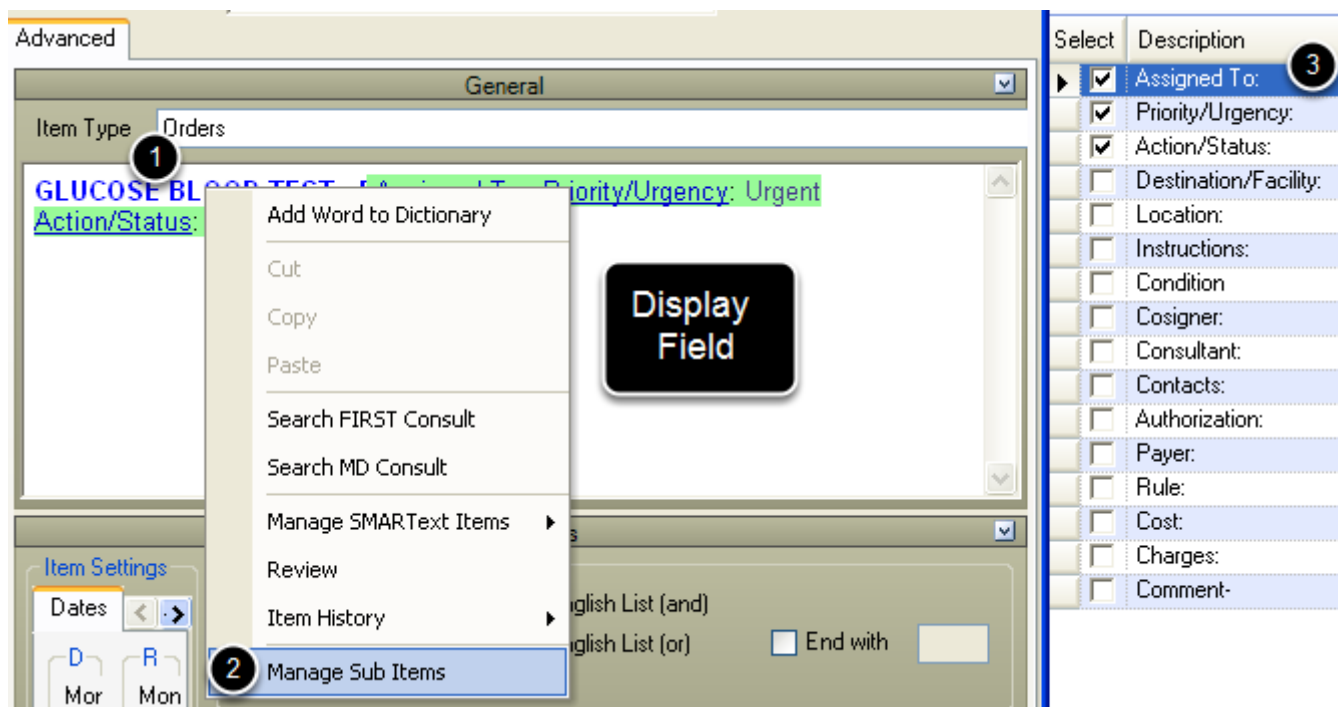 Advanced
General
Item Type Orders
1
GLUCOSE BL
iority/Urgency: Urgent
Action/Status:
Add Word to Dictionary
Cut
Copy
Paste
Search FIRST Consult
Search MD Consult
Manage SMARText Items
Review
Item History
2 Manage Sub Items
Display
Field
s
Item Settings
Dates
D R
Mor Mon
nglish List (and)
nglish List (or) End with
Select Description
3
Assigned To:
Priority/Urgency:
Action/Status:
Destination/Facility:
Location:
Instructions:
Condition
Cosigner:
Consultant:
Contacts:
Authorization:
Payer:
Rule:
Cost:
Charges:
Comment-